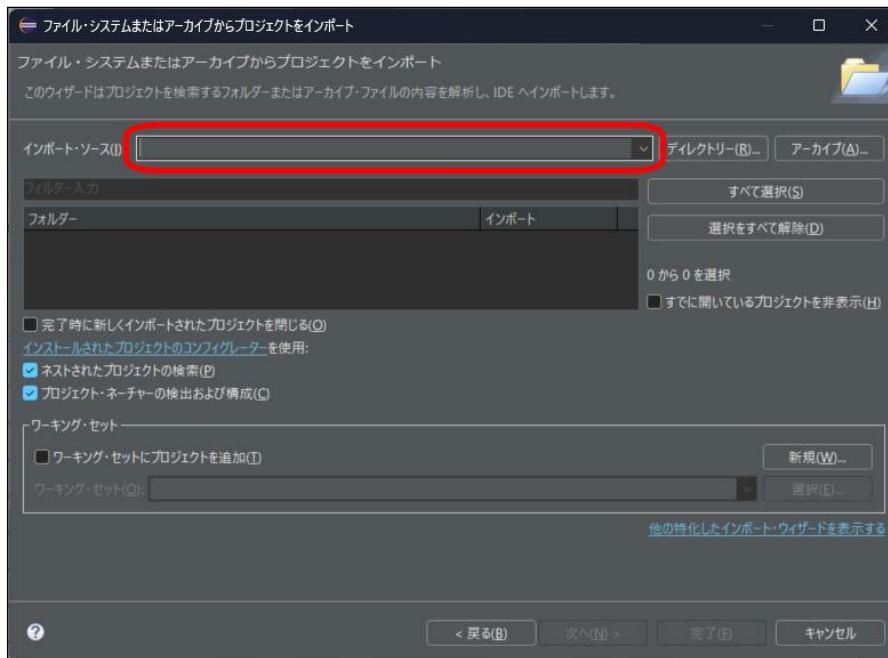 ファイル・システムまたはアーカイブからプロジェクトをインポート
ファイル・システムまたはアーカイブからプロジェクトをインポート
このウィザードはプロジェクトを検索するフォルダーまたはアーカイブ・ファイルの内容を解析し、IDE へインポートします。
インポート・ソース(I): ディレクトリー(R)... アーカイブ(A)...
フィルター入力 すべて選択(S)
フォルダー インポート
選択をすべて解除(D)
0 から 0 を選択
すでに開いているプロジェクトを非表示(H)
完了時に新しくインポートされたプロジェクトを閉じる(O)
インストールされたプロジェクトのコンフィグレーターを使用:
ネストされたプロジェクトの検索(P)
プロジェクト・ネーチャーの検出および構成(C)
ワーキング・セット
ワーキング・セットにプロジェクトを追加(T) 新規(W)...
ワーキング・セット(O): 選択(E)...
他の特化したインポート・ウィザードを表示する
< 戻る(B) 次へ(N) > 完了(F) キャンセル